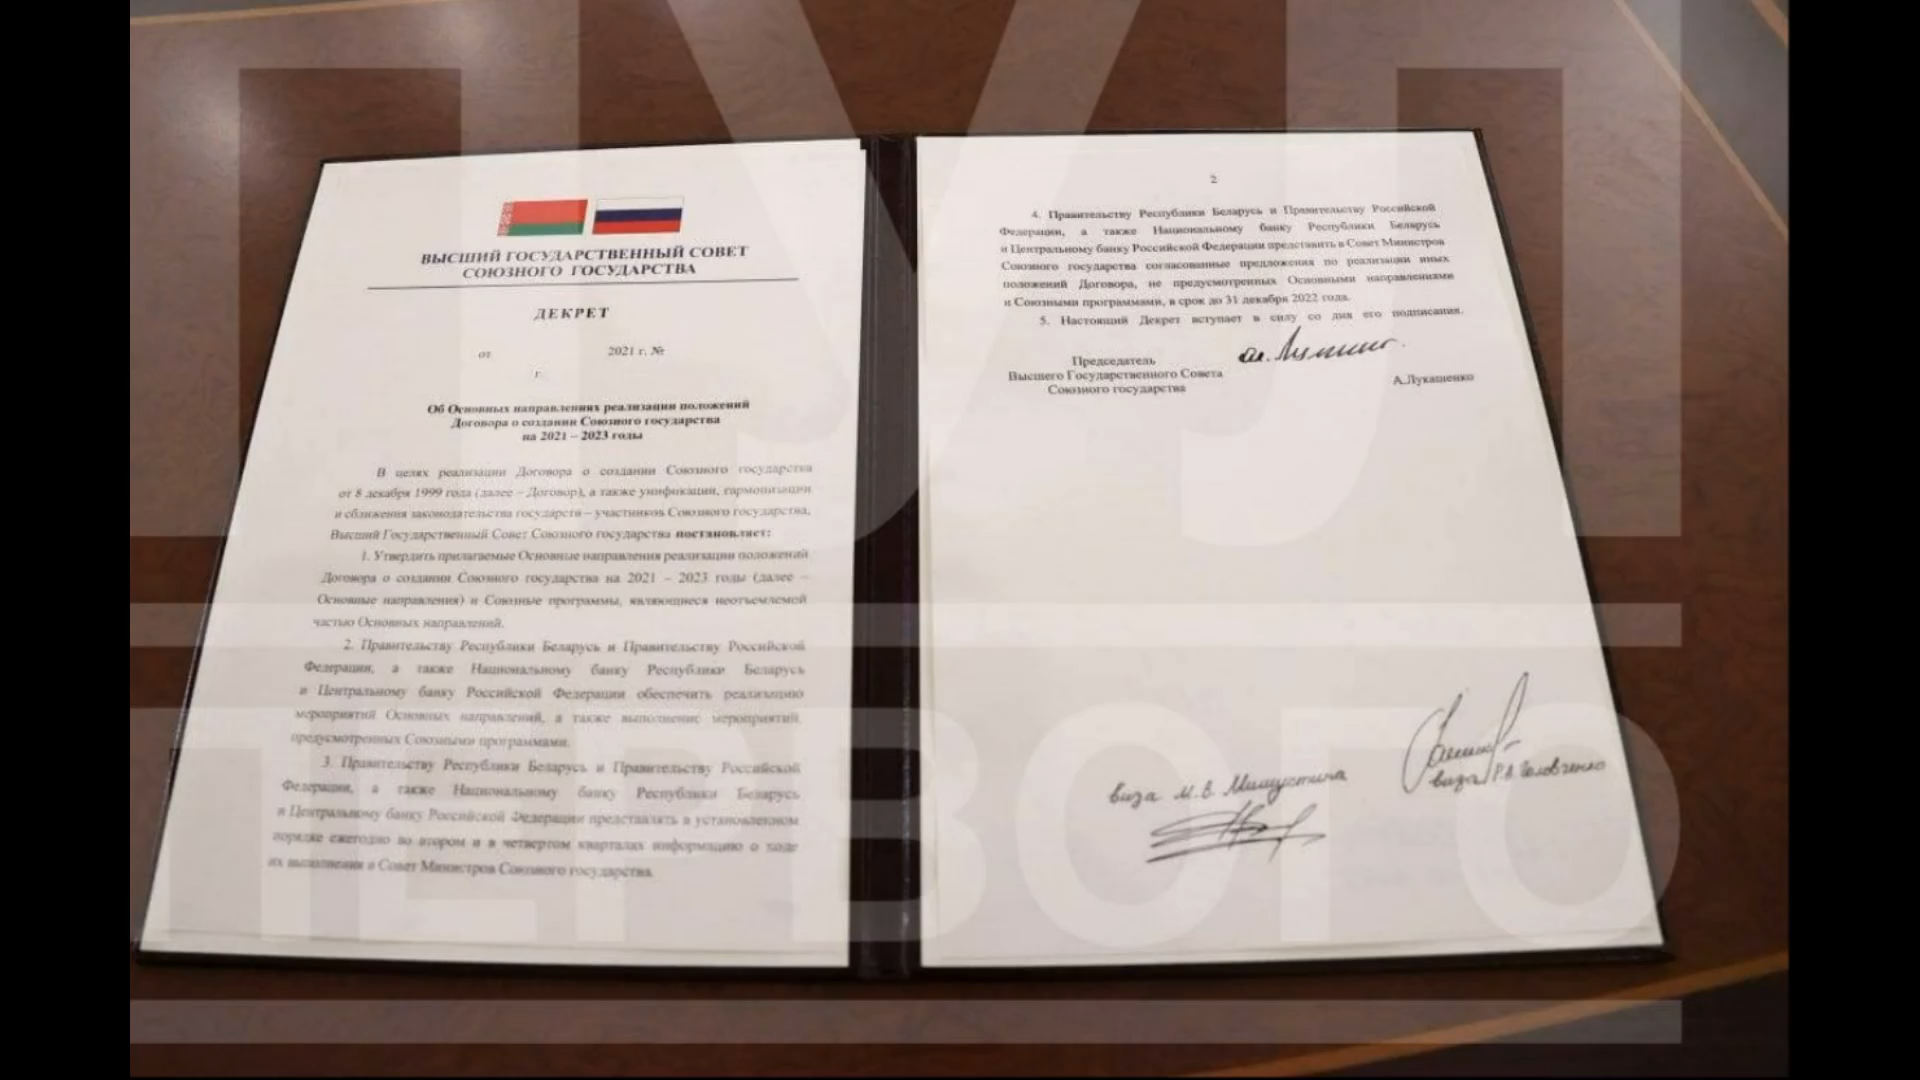 ВЫСШИЙ ГОСУДАРСТВЕННЫЙ СОВЕТ
СОЮЗНОГО ГОСУДАРСТВА
ДЕКРЕТ
от 2021 г. №
г.
Об Основных направлениях реализации положений
Договора о создании Союзного государства
на 2021 – 2023 годы
В целях реализации Договора о создании Союзного государства
от 8 декабря 1999 года (далее – Договор), а также унификации, гармонизации
и сближения законодательства государств – участников Союзного государства,
Высший Государственный Совет Союзного государства постановляет:
1. Утвердить прилагаемые Основные направления реализации положений
Договора о создании Союзного государства на 2021 – 2023 годы (далее –
Основные направления) и Союзные программы, являющиеся неотъемлемой
частью Основных направлений.
2. Правительству Республики Беларусь и Правительству Российской
Федерации, а также Национальному банку Республики Беларусь
и Центральному банку Российской Федерации обеспечить реализацию
мероприятий Основных направлений, а также выполнение мероприятий,
предусмотренных Союзными программами.
3. Правительству Республики Беларусь и Правительству Российской
Федерации, а также Национальному банку Республики Беларусь
и Центральному банку Российской Федерации представлять в установленном
порядке ежегодно во втором и в четвертом кварталах информацию о ходе
их выполнения в Совет Министров Союзного государства.
2
4. Правительству Республики Беларусь и Правительству Российской
Федерации, а также Национальному банку Республики Беларусь
и Центральному банку Российской Федерации представить в Совет Министров
Союзного государства согласованные предложения по реализации иных
положений Договора, не предусмотренных Основными направлениями
и Союзными программами, в срок до 31 декабря 2022 года.
5. Настоящий Декрет вступает в силу со дня его подписания.
Председатель
Высшего Государственного Совета
Союзного государства
А.Лукашенко
виза М.В. Мишустина
виза Р.А. Головченко
ПУЛ
ПЕРВОГО